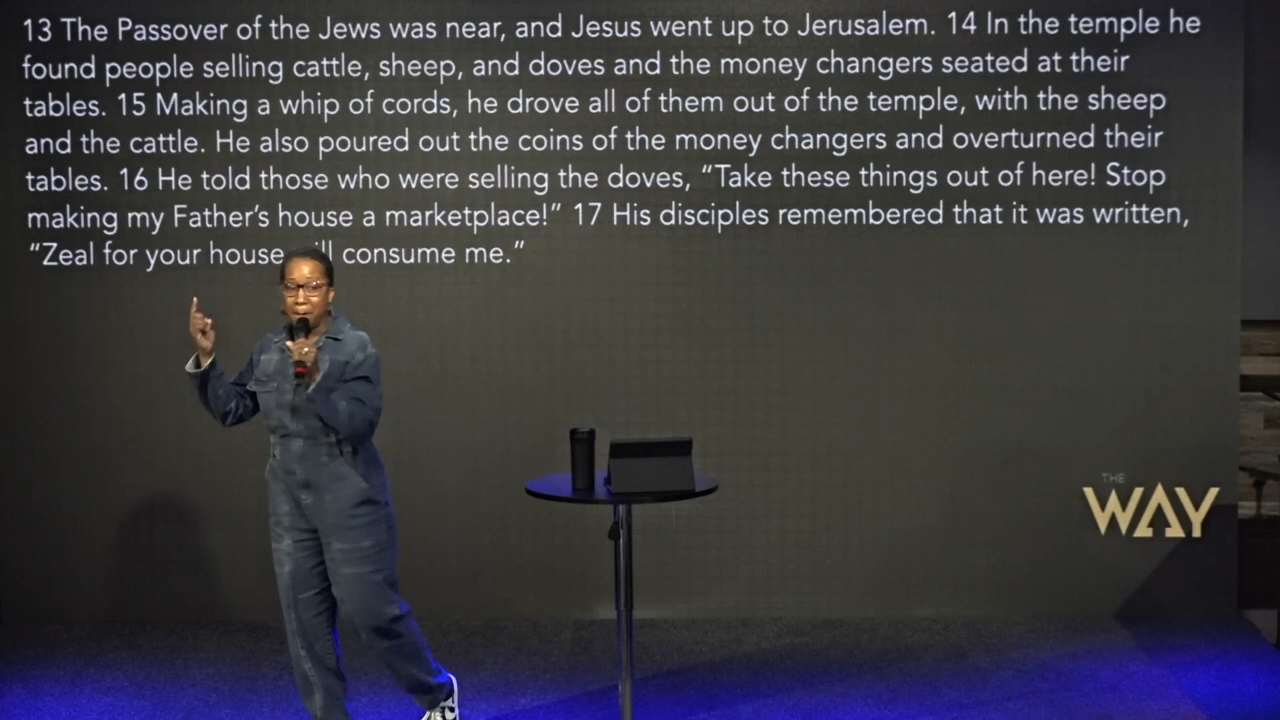 13 The Passover of the Jews was near, and Jesus went up to Jerusalem. 14 In the temple he
found people selling cattle, sheep, and doves and the money changers seated at their
tables. 15 Making a whip of cords, he drove all of them out of the temple, with the sheep
and the cattle. He also poured out the coins of the money changers and overturned their
tables. 16 He told those who were selling the doves, “Take these things out of here! Stop
making my Father’s house a marketplace!” 17 His disciples remembered that it was written,
“Zeal for your house consume me.”
THE
WAY